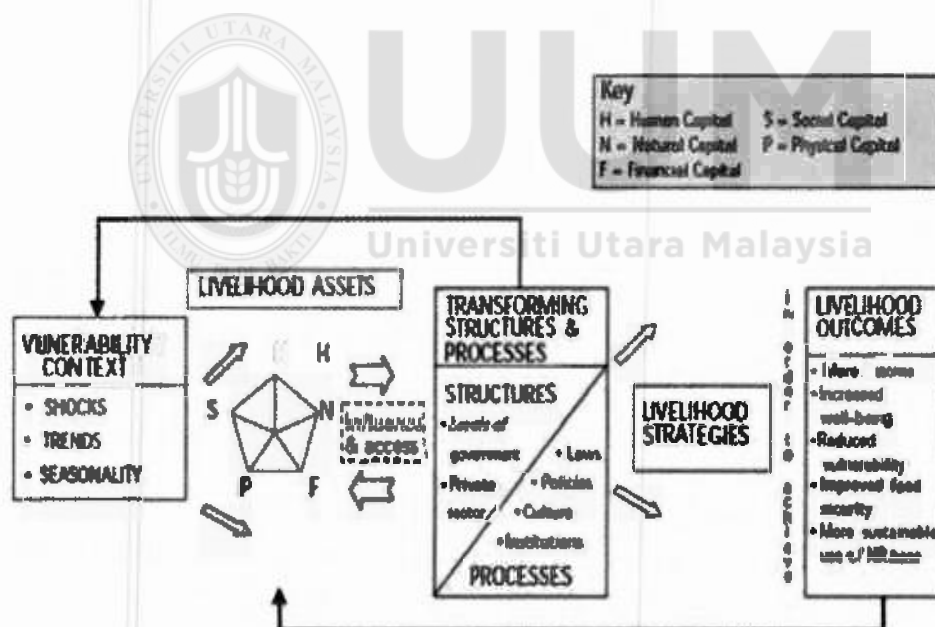 UNIVERSITI UTARA MALAYSIA
UUM
Universiti Utara Malaysia
Key
H = Human Capital S = Social Capital
N = Natural Capital P = Physical Capital
F = Financial Capital
LIVELIHOOD ASSETS
VUNERABILITY
CONTEXT
• SHOCKS
• TRENDS
• SEASONALITY
H
S
N
P
F
Influence
& access
TRANSFORMING
STRUCTURES &
PROCESSES
STRUCTURES
• Levels of
government
• Private
sector
• Laws
• Policies
• Culture
• Institutions
PROCESSES
LIVELIHOOD
STRATEGIES
in order to achieve
LIVELIHOOD
OUTCOMES
• More
• Increased
well-being
• Reduced
vulnerability
• Improved food
security
• More sustainable
use of NR base